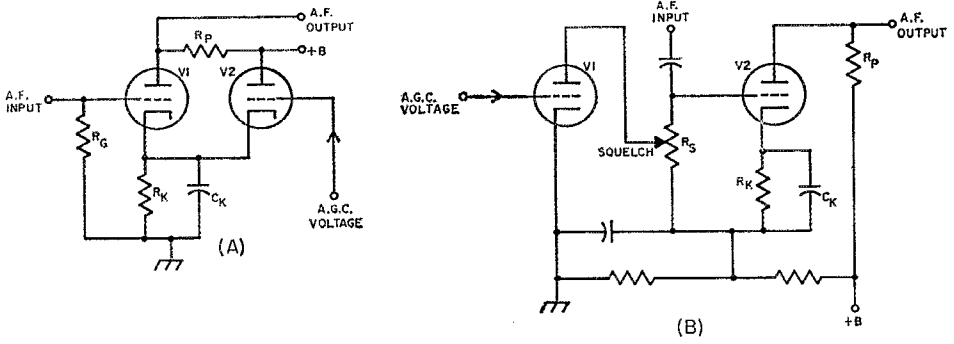 A.F.
OUTPUT
RP
+B
V1
V2
A.F.
INPUT
RG
RK
CK
A.G.C.
VOLTAGE
(A)
A.F.
INPUT
V1
V2
A.F.
OUTPUT
RP
A.G.C.
VOLTAGE
SQUELCH
RS
RK
CK
+B
(B)